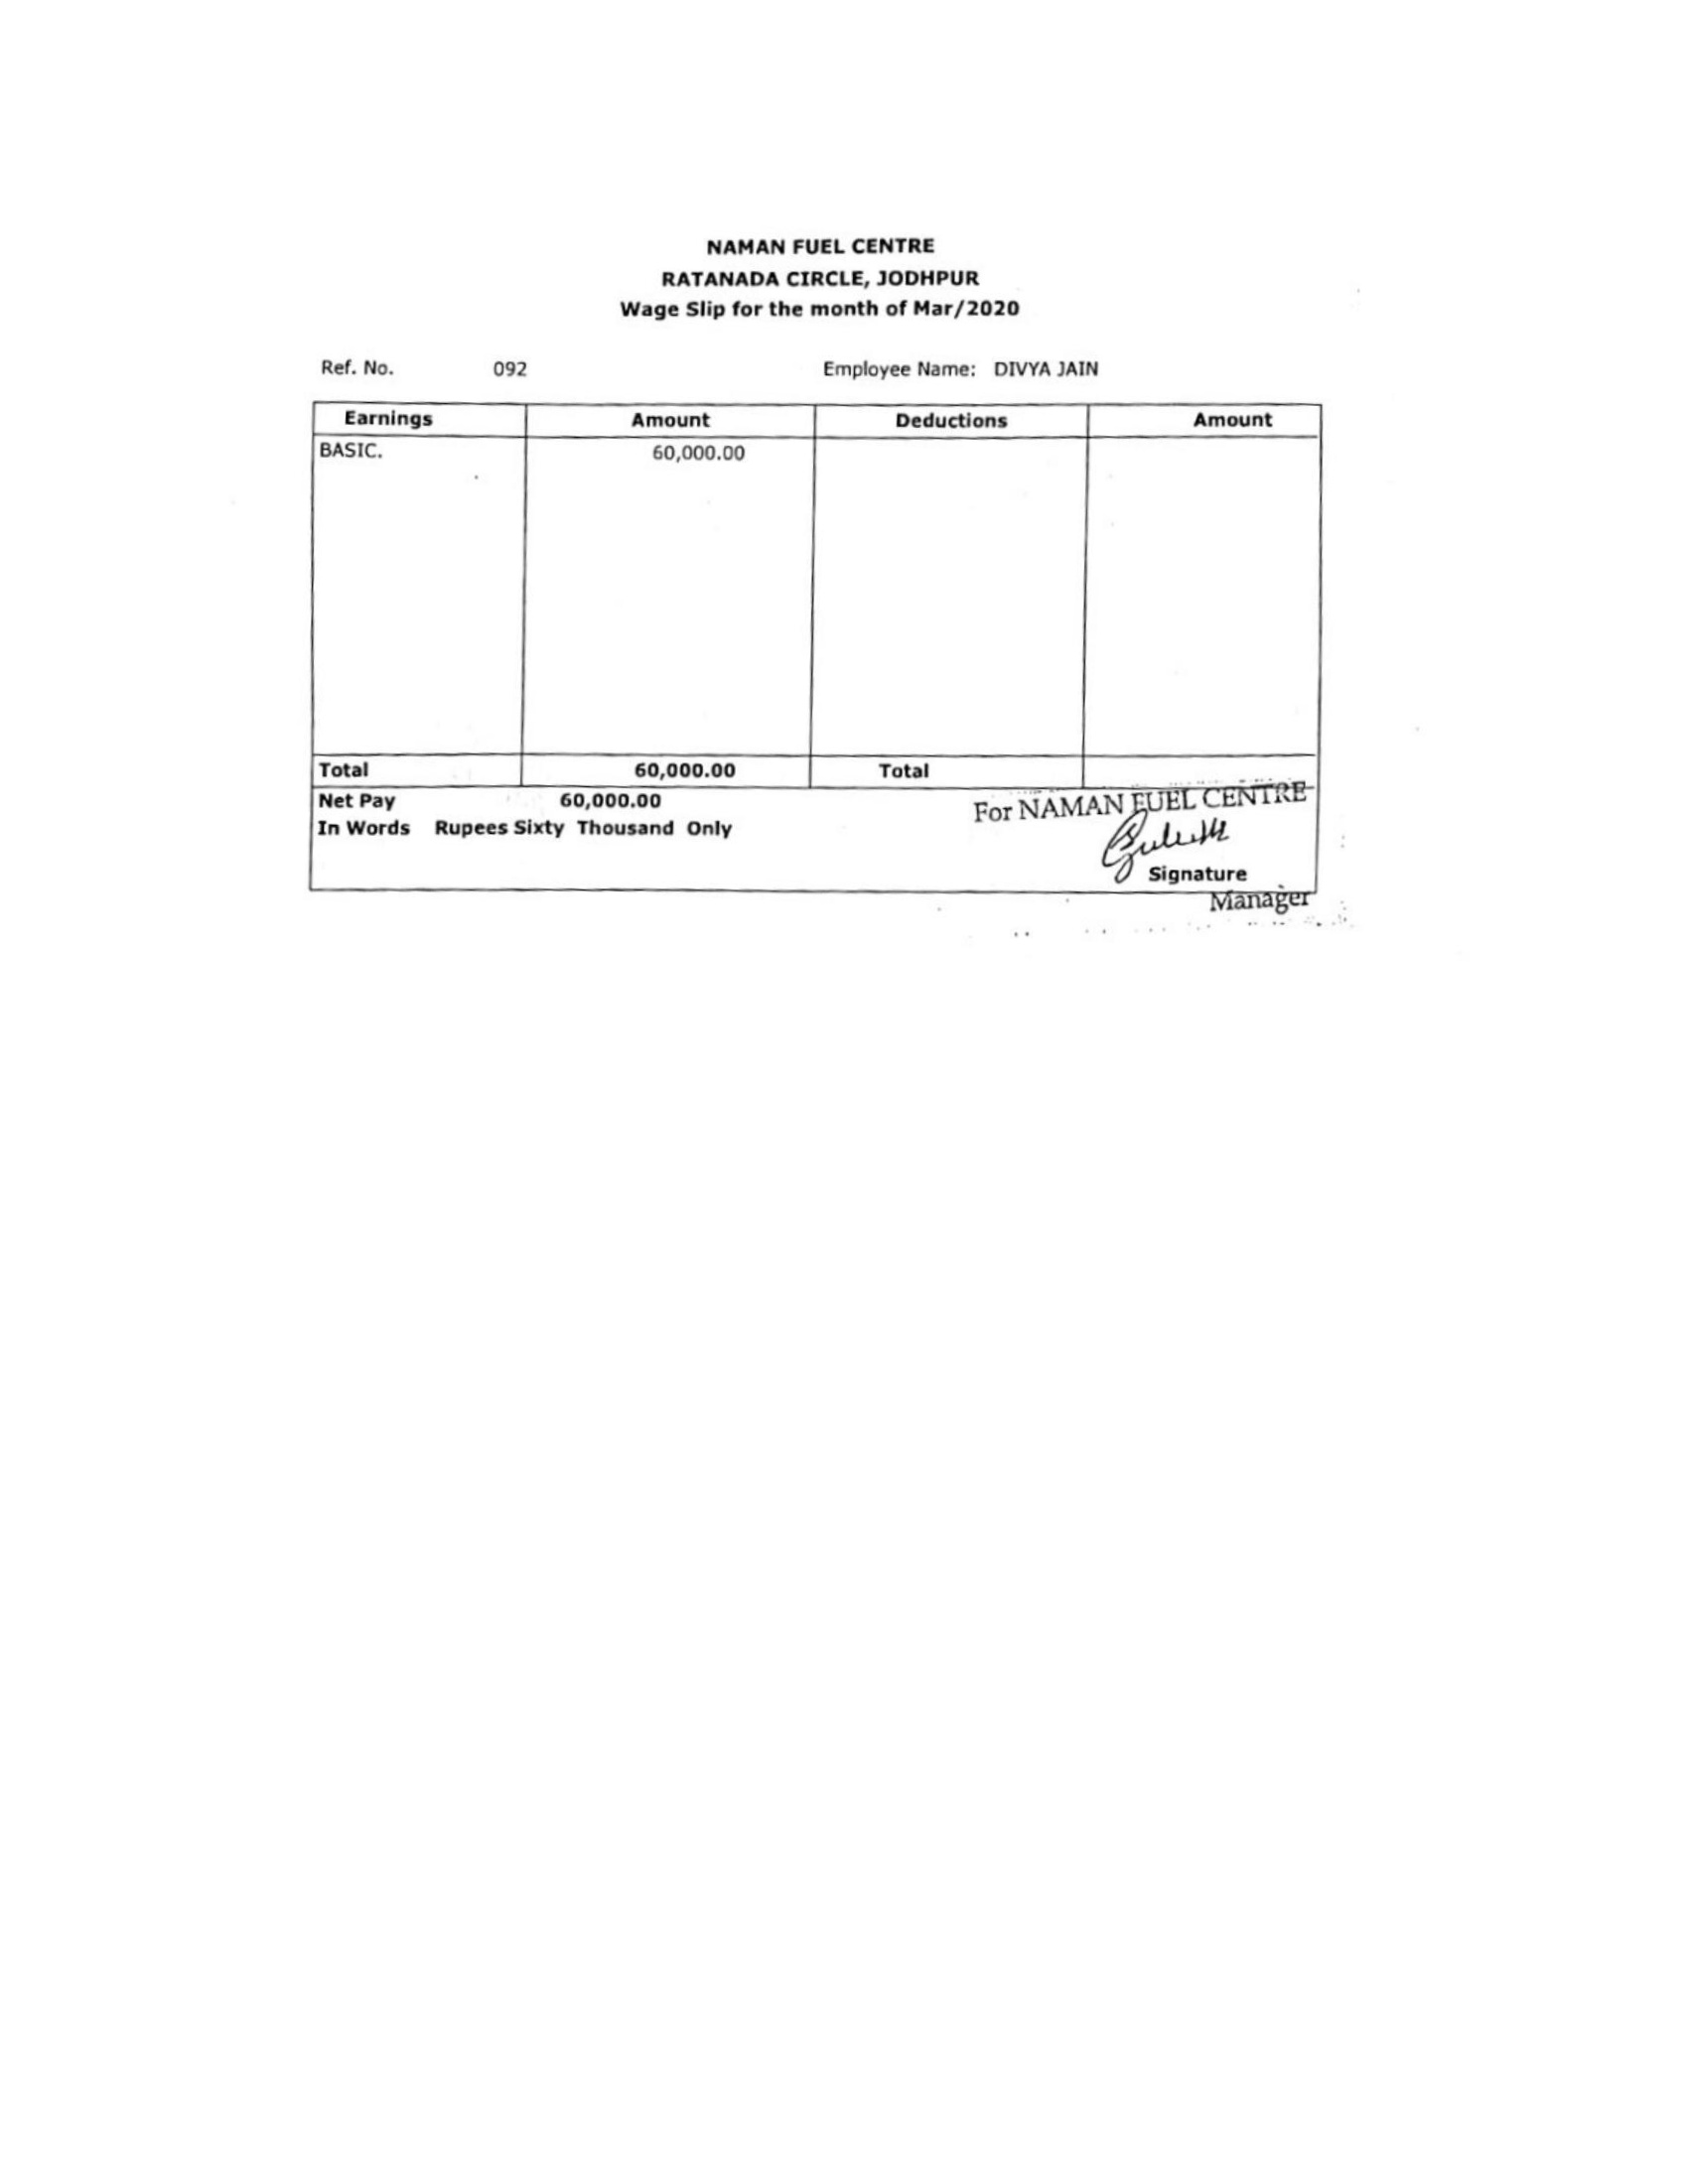 NAMAN FUEL CENTRE
RATANADA CIRCLE, JODHPUR
Wage Slip for the month of Mar/2020
Ref. No. 092 Employee Name: DIVYA JAIN
Earnings Amount Deductions Amount
BASIC. 60,000.00
Total 60,000.00 Total
Net Pay 60,000.00
For NAMAN FUEL CENTRE
In Words Rupees Sixty Thousand Only
Signature
Manager